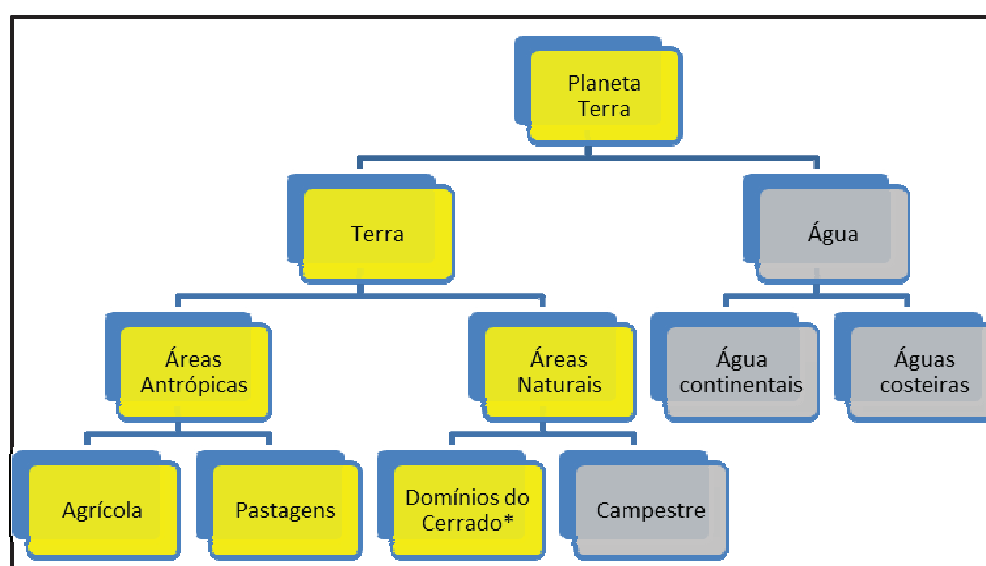 Planeta
Terra
Terra
Água
Áreas
Antrópicas
Áreas
Naturais
Água
continentais
Águas
costeiras
Agrícola
Pastagens
Domínios do
Cerrado*
Campestre